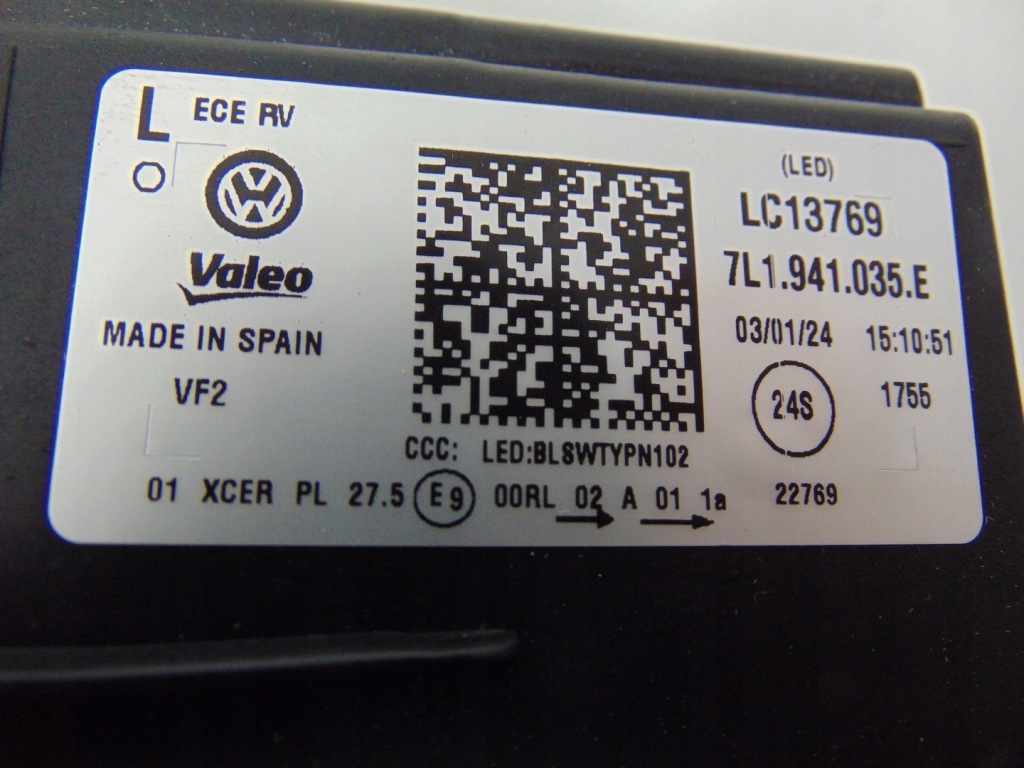 L ECE RV
VW
Valeo
MADE IN SPAIN
VF2
(LED)
LC13769
7L1.941.035.E
03/01/24 15:10:51
24S 1755
CCC: LED:BLSWTYPN102
01 XCER PL 27.5 E9 00RL 02 A 01 1a 22769